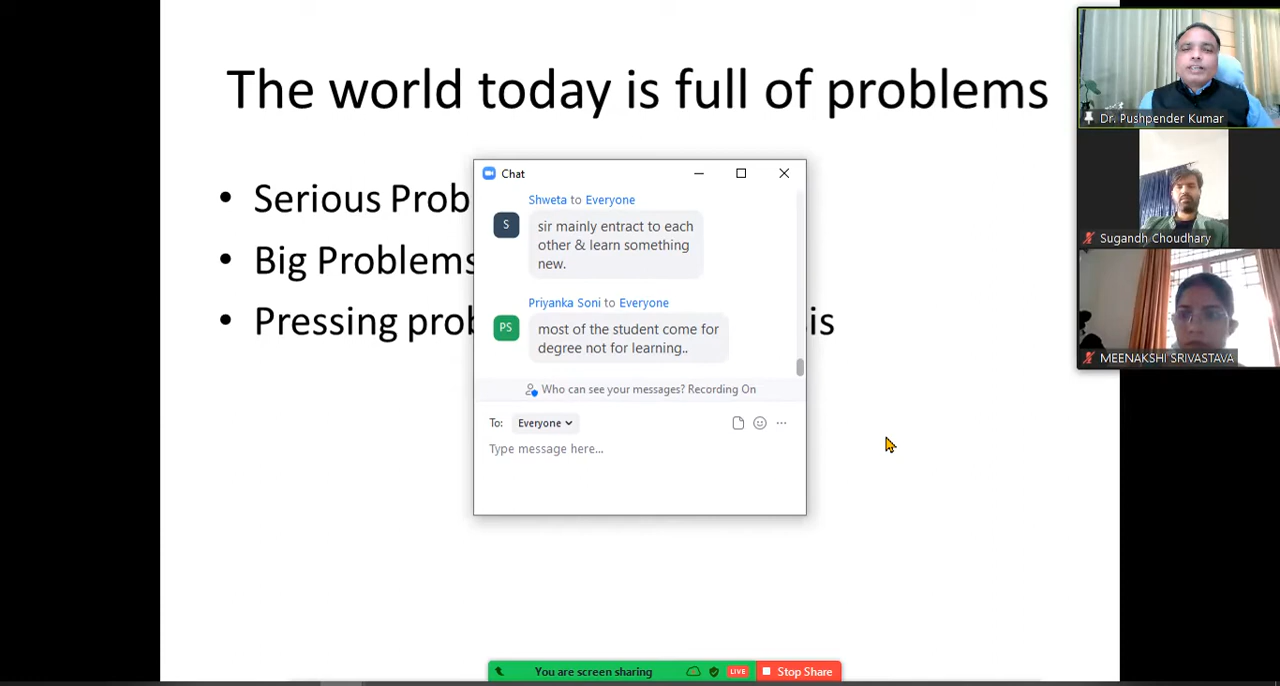 The world today is full of problems
• Serious Prob
• Big Problems
• Pressing prob
is
Chat
Shweta to Everyone
S
sir mainly entract to each
other & learn something
new.
Priyanka Soni to Everyone
PS
most of the student come for
degree not for learning..
Who can see your messages? Recording On
To: Everyone
Type message here...
Dr. Pushpender Kumar
Sugandh Choudhary
MEENAKSHI SRIVASTAVA
You are screen sharing
LIVE
Stop Share